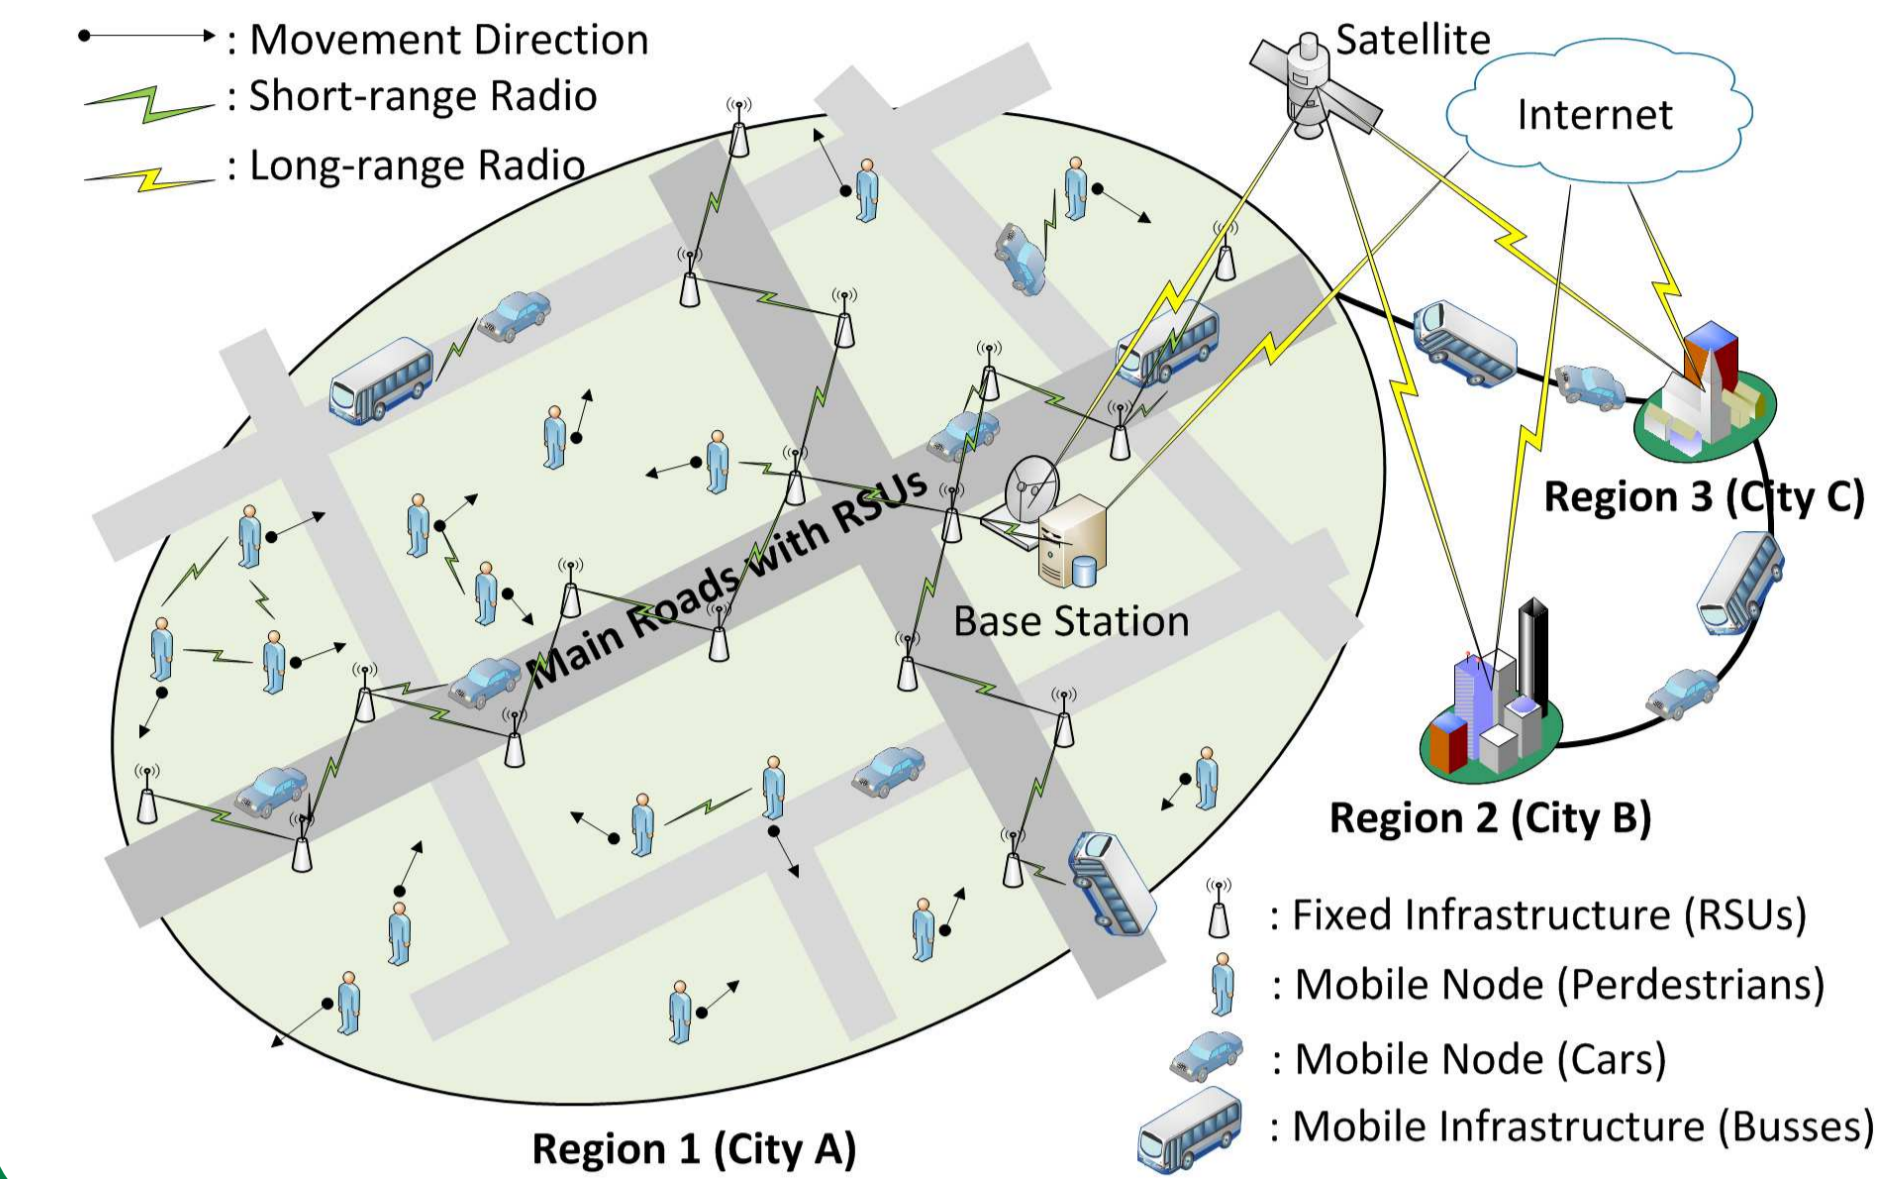 : Movement Direction
: Short-range Radio
: Long-range Radio
Satellite
Internet
Main Roads with RSUs
Base Station
Region 3 (City C)
Region 2 (City B)
: Fixed Infrastructure (RSUs)
: Mobile Node (Perdestrians)
: Mobile Node (Cars)
: Mobile Infrastructure (Busses)
Region 1 (City A)